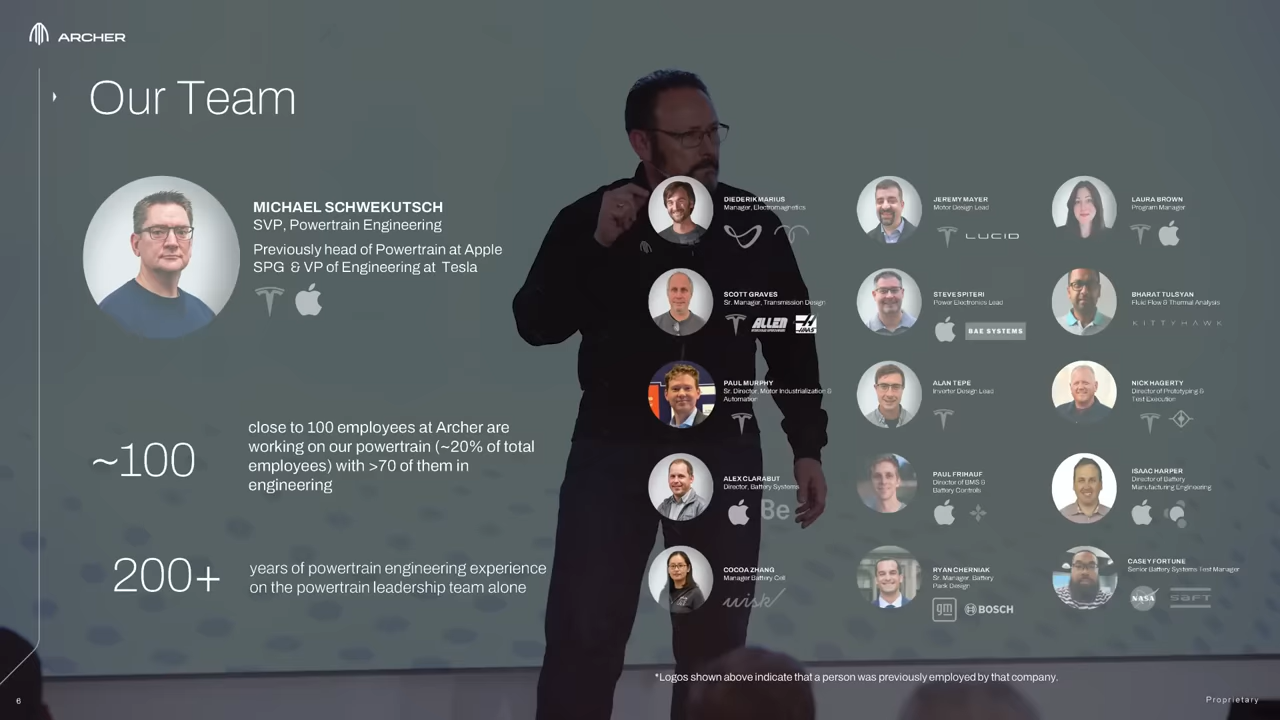 ARCHER
Our Team
MICHAEL SCHWEKUTSCH
SVP, Powertrain Engineering
Previously head of Powertrain at Apple
SPG & VP of Engineering at Tesla
~100
close to 100 employees at Archer are
working on our powertrain (~20% of total
employees) with >70 of them in
engineering
200+
years of powertrain engineering experience
on the powertrain leadership team alone
DIEDERIK MARIUS
Manager, Electromagnetics
JEREMY MAYER
Motor Design Lead
LUCID
LAURA BROWN
Program Manager
SCOTT GRAVES
Sr. Manager, Transmission Design
ALLEN
HAAS
STEVE SPITERI
Power Electronics Lead
BAE SYSTEMS
BHARAT TULSYAN
Fluid Flow & Thermal Analysis
KITTYHAWK
PAUL MURPHY
Sr. Director, Motor Industrialization &
Automation
ALAN TEPE
Inverter Design Lead
NICK HAGERTY
Director of Prototyping &
Test Execution
ALEX CLARABUT
Director, Battery Systems
Be
PAUL FRIHAUF
Director of BMS &
Battery Controls
ISAAC HARPER
Director of Battery
Manufacturing Engineering
COCOA ZHANG
Manager Battery Cell
wisk
RYAN CHERNIAK
Sr. Manager, Battery
Pack Design
gm
BOSCH
CASEY FORTUNE
Senior Battery Systems Test Manager
NASA
SAFT
*Logos shown above indicate that a person was previously employed by that company.
6
Proprietary